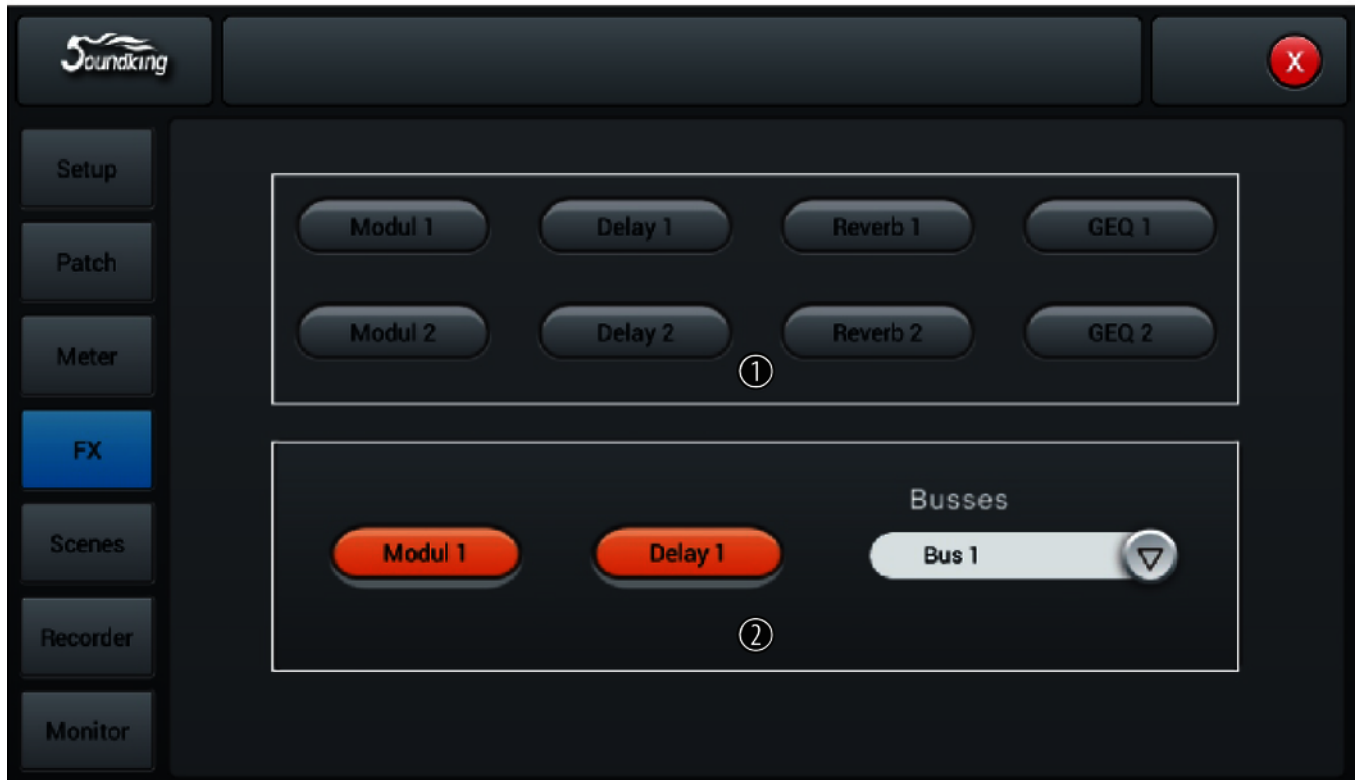 Soundking
X
Setup
Patch
Meter
FX
Scenes
Recorder
Monitor
Modul 1 Delay 1 Reverb 1 GEQ 1
Modul 2 Delay 2 Reverb 2 GEQ 2
①
Busses
Modul 1 Delay 1 Bus 1
②